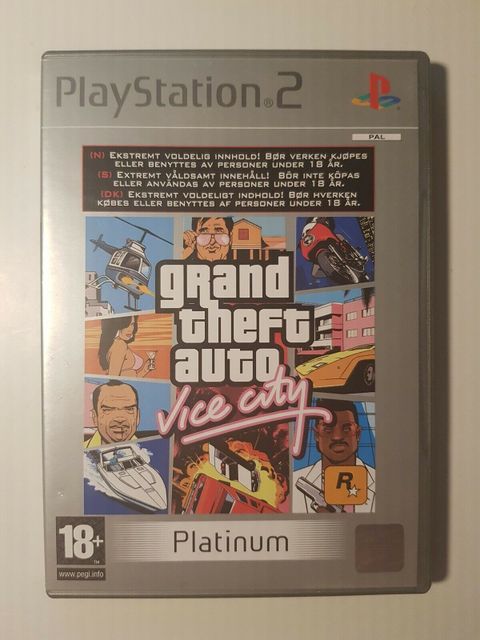 PlayStation®2
PAL
(N) EKSTREMT VOLDELIG INNHOLD! BØR VERKEN KJØPES
ELLER BENYTTES AV PERSONER UNDER 18 ÅR.
(S) EXTREMT VÅLDSAMT INNEHÅLL! BÖR INTE KÖPAS
ELLER ANVÄNDAS AV PERSONER UNDER 18 ÅR.
(DK) EKSTREMT VOLDELIGT INDHOLD! BØR HVERKEN
KØBES ELLER BENYTTES AF PERSONER UNDER 18 ÅR.
grand
theft
auto
Vice City
R
18+
www.pegi.info
Platinum